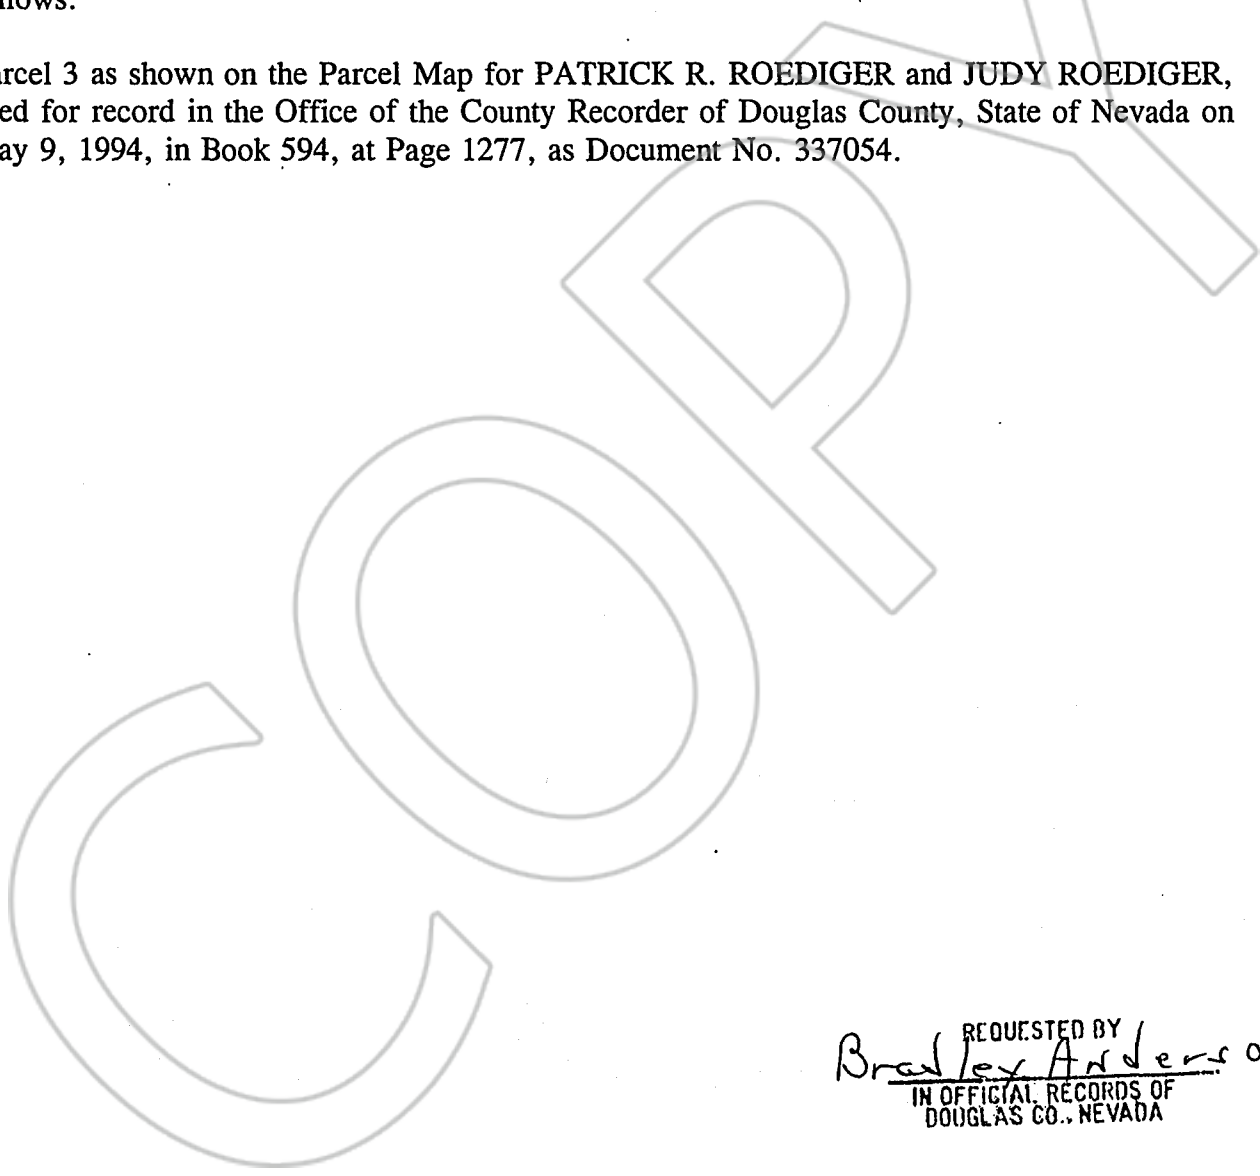 llows:
arcel 3 as shown on the Parcel Map for PATRICK R. ROEDIGER and JUDY ROEDIGER,
ed for record in the Office of the County Recorder of Douglas County, State of Nevada on
ay 9, 1994, in Book 594, at Page 1277, as Document No. 337054.
COPY
REQUESTED BY
Bradley Anderso
IN OFFICIAL RECORDS OF
DOUGLAS CO., NEVADA